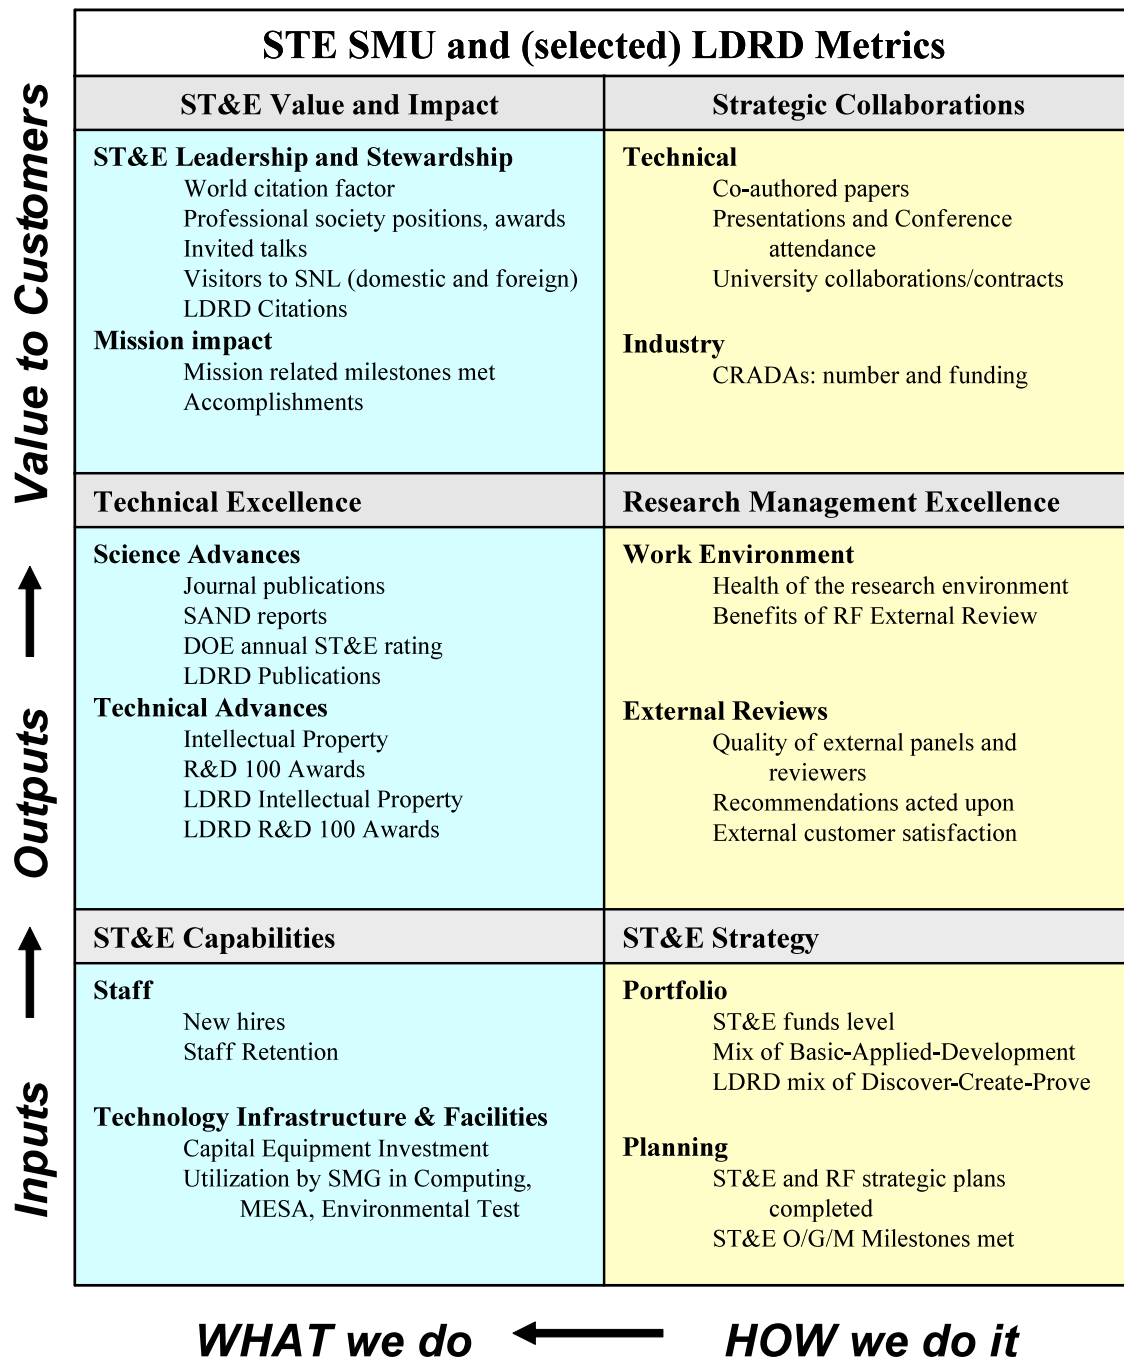 STE SMU and (selected) LDRD Metrics
ST&E Value and Impact
ST&E Leadership and Stewardship
World citation factor
Professional society positions, awards
Invited talks
Visitors to SNL (domestic and foreign)
LDRD Citations
Mission impact
Mission related milestones met
Accomplishments
Strategic Collaborations
Technical
Co-authored papers
Presentations and Conference
attendance
University collaborations/contracts
Industry
CRADAs: number and funding
Technical Excellence
Science Advances
Journal publications
SAND reports
DOE annual ST&E rating
LDRD Publications
Technical Advances
Intellectual Property
R&D 100 Awards
LDRD Intellectual Property
LDRD R&D 100 Awards
Research Management Excellence
Work Environment
Health of the research environment
Benefits of RF External Review
External Reviews
Quality of external panels and
reviewers
Recommendations acted upon
External customer satisfaction
ST&E Capabilities
Staff
New hires
Staff Retention
Technology Infrastructure & Facilities
Capital Equipment Investment
Utilization by SMG in Computing,
MESA, Environmental Test
ST&E Strategy
Portfolio
ST&E funds level
Mix of Basic-Applied-Development
LDRD mix of Discover-Create-Prove
Planning
ST&E and RF strategic plans
completed
ST&E O/G/M Milestones met
Value to Customers
Outputs
Inputs
WHAT we do
HOW we do it